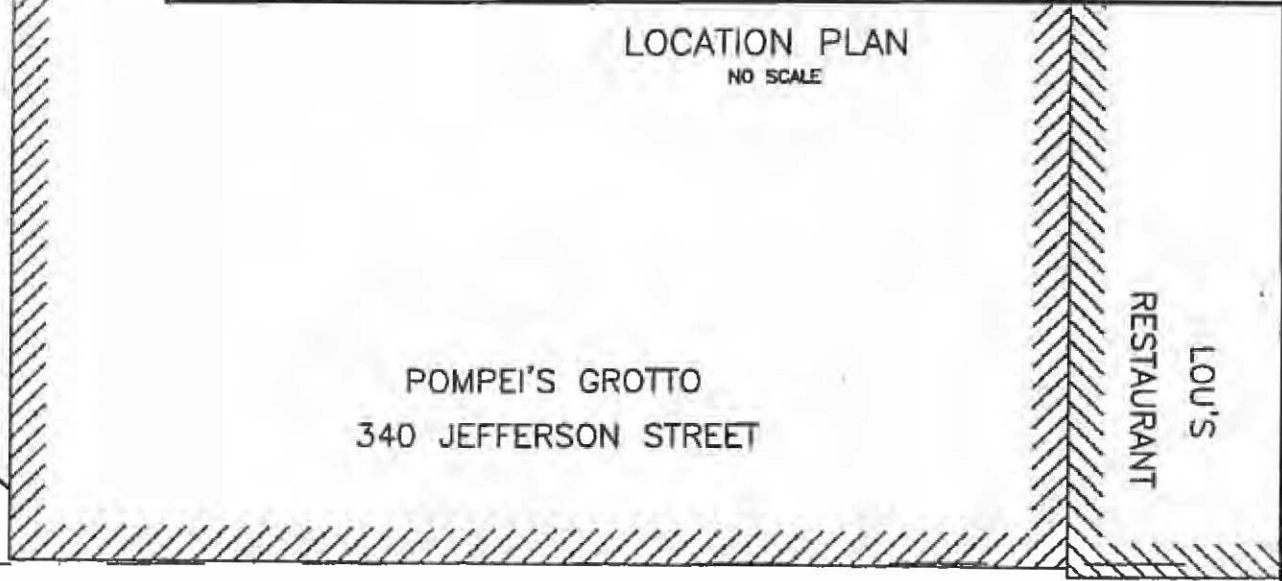 LOCATION PLAN
NO SCALE
POMPEI'S GROTTO
340 JEFFERSON STREET
LOU'S
RESTAURANT